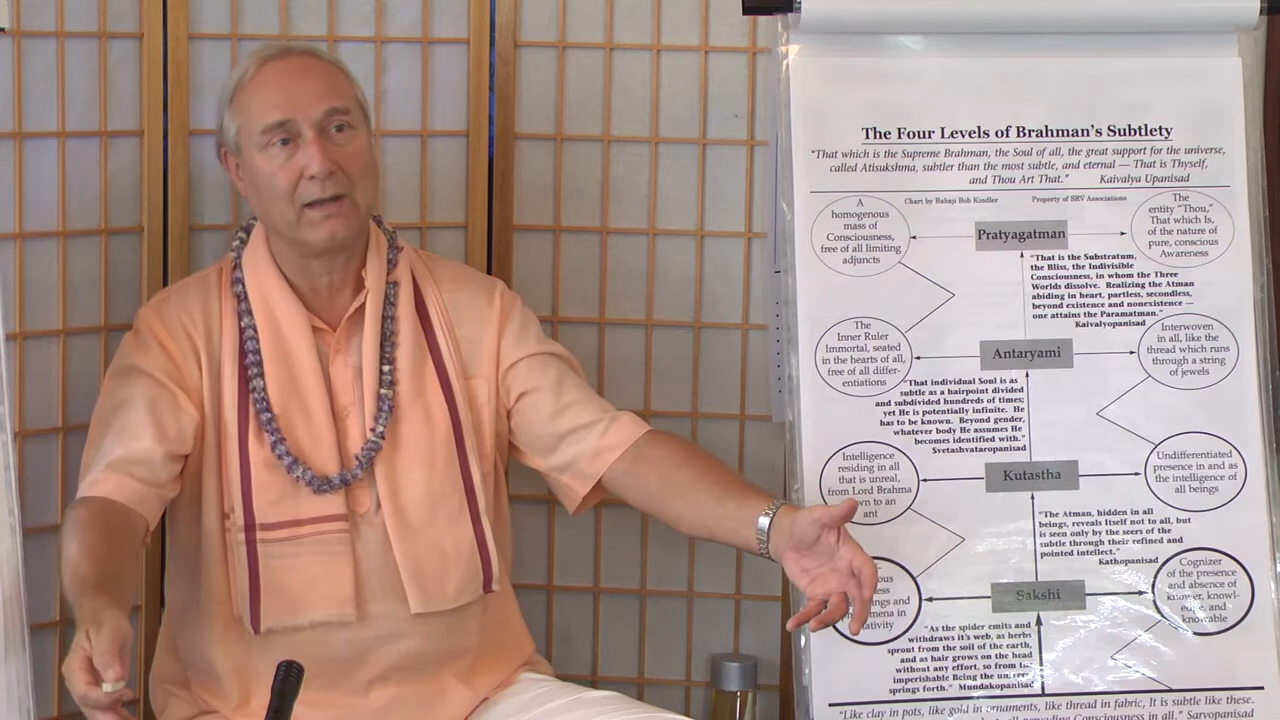 The Four Levels of Brahman's Subtlety
"That which is the Supreme Brahman, the Soul of all, the great support for the universe,
called Atisukshma, subtler than the most subtle, and eternal — That is Thyself,
and Thou Art That." Kaivalya Upanisad
Chart by Babaji Bob Kindler Property of SRV Associations
A
homogenous
mass of
Consciousness,
free of all limiting
adjuncts
Pratyagatman
The
entity "Thou,"
That which Is,
of the nature of
pure, conscious
Awareness
"That is the Substratum,
the Bliss, the Indivisible
Consciousness, in whom the Three
Worlds dissolve. Realizing the Atman
abiding in heart, partless, secondless,
beyond existence and nonexistence —
one attains the Paramatman."
Kaivalyopanisad
The
Inner Ruler
Immortal, seated
in the hearts of all,
free of all differ-
entiations
Antaryami
Interwoven
in all, like the
thread which runs
through a string
of jewels
"That individual Soul is as
subtle as a hairpoint divided
and subdivided hundreds of times;
yet He is potentially infinite. He
has to be known. Beyond gender,
whatever body He assumes He
becomes identified with."
Svetashvataropanisad
Intelligence
residing in all
that is unreal,
from Lord Brahma
to an
ant
Kutastha
Undifferentiated
presence in and as
the intelligence of
all beings
"The Atman, hidden in all
beings, reveals Itself not to all, but
is seen only by the seers of the
subtle through their refined and
pointed intellect."
Kathopanisad
and
in
Sakshi
Cognizer
of the presence
and absence of
knower, knowl-
edge, and
knowable
"As the spider emits and
withdraws it's web, as herbs
sprout from the soil of the earth,
and as hair grows on the head
without any effort, so from the
imperishable Being the universe
springs forth." Mundakopanisad
"Like clay in pots, like gold in ornaments, like thread in fabric, It is subtle like these.
Consciousness in all." Sarvopanisad